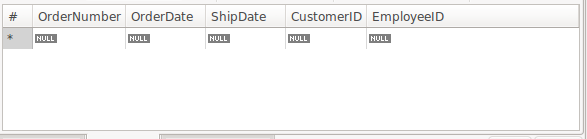 # OrderNumber OrderDate ShipDate CustomerID EmployeeID
* NULL NULL NULL NULL NULL